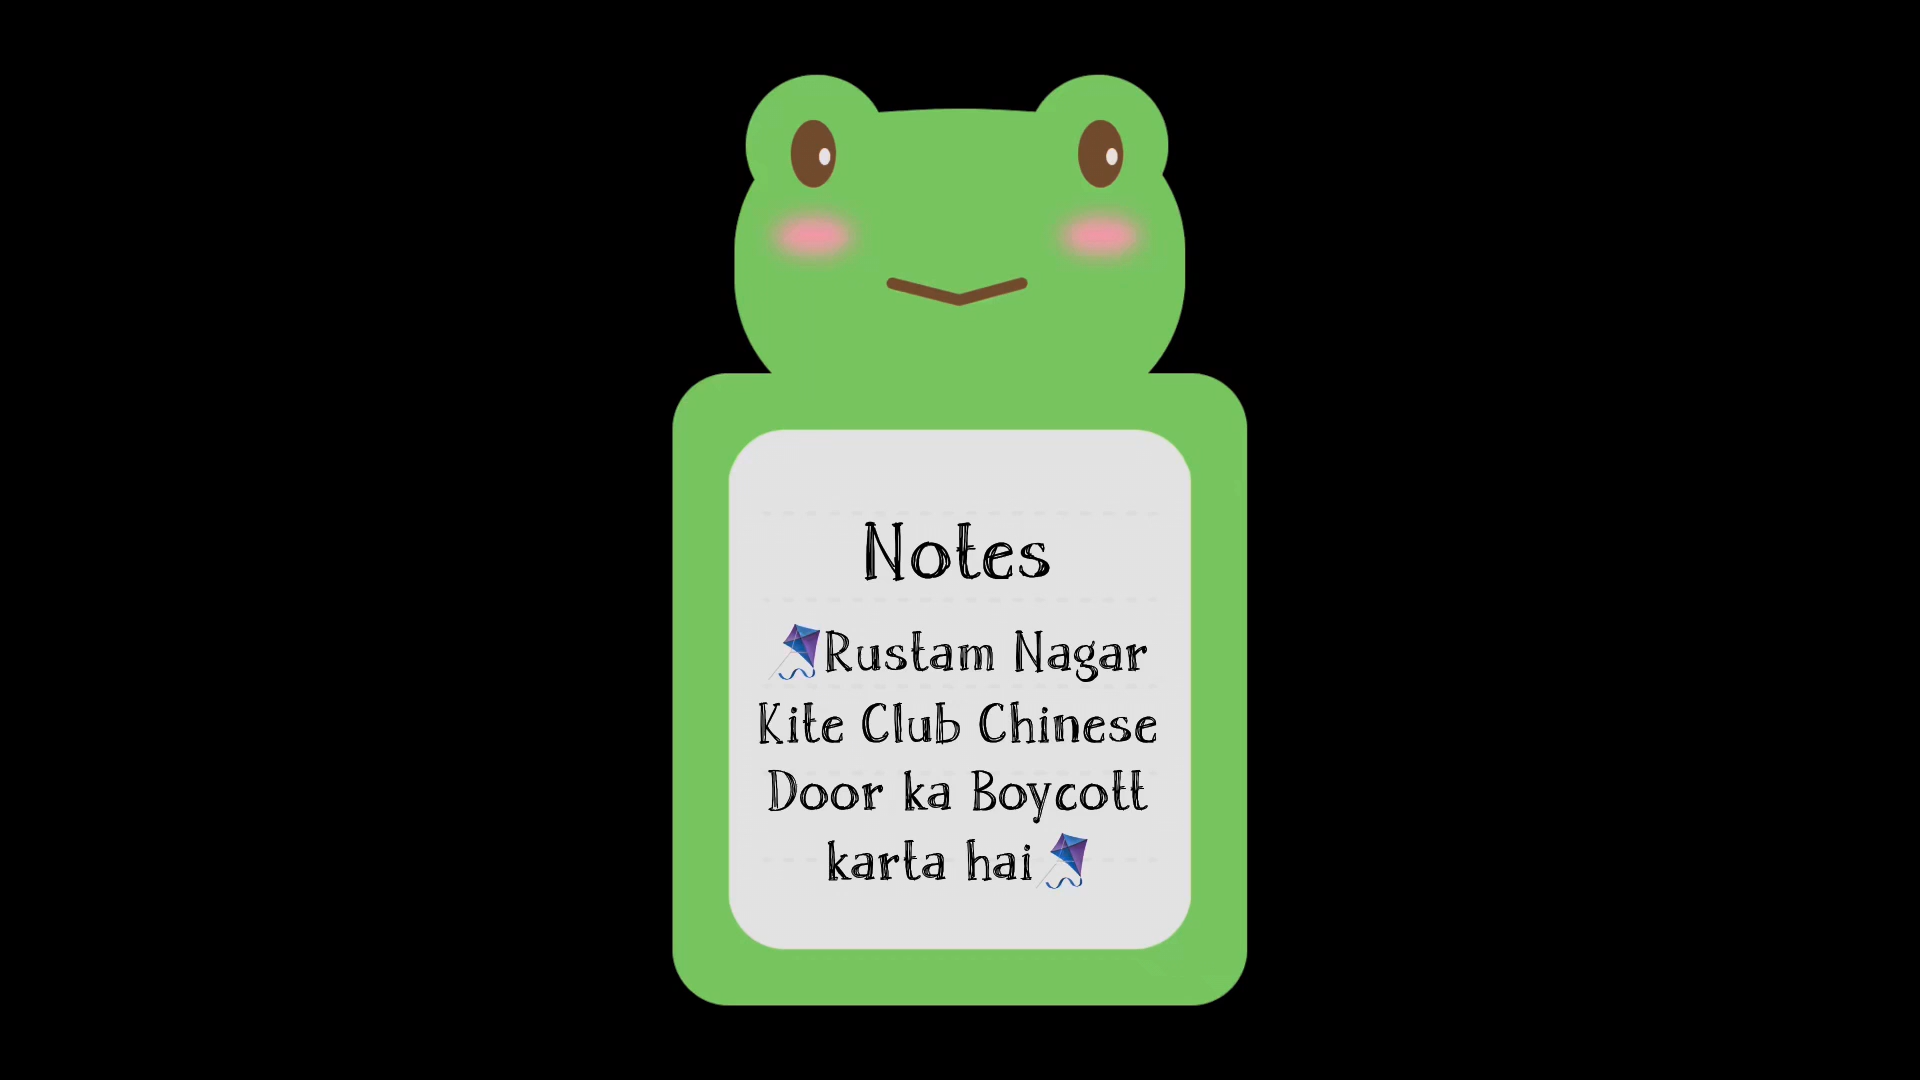 Notes
🪁Rustam Nagar
Kite Club Chinese
Door ka Boycott
karta hai🪁